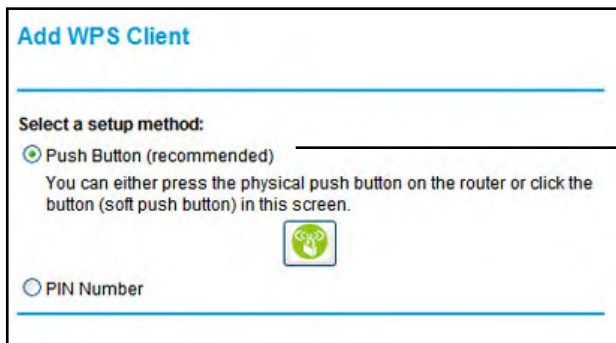 Add WPS Client
Select a setup method:
Push Button (recommended)
You can either press the physical push button on the router or click the
button (soft push button) in this screen.
PIN Number